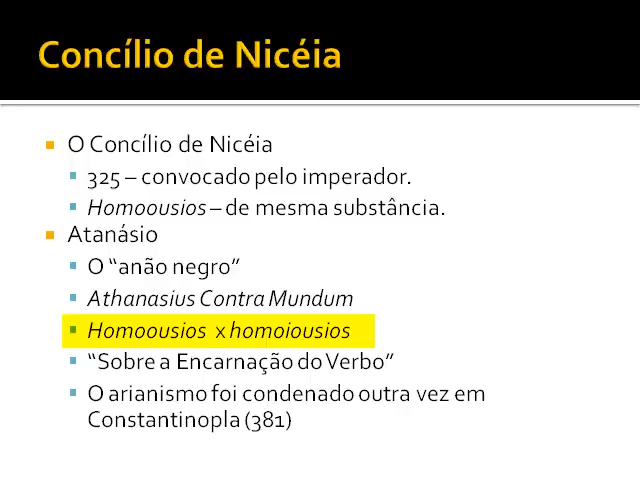 Concílio de Nicéia
O Concílio de Nicéia
325 – convocado pelo imperador.
Homoousios – de mesma substância.
Atanásio
O “anão negro”
Athanasius Contra Mundum
Homoousios x homoiousios
“Sobre a Encarnação do Verbo”
O arianismo foi condenado outra vez em
Constantinopla (381)